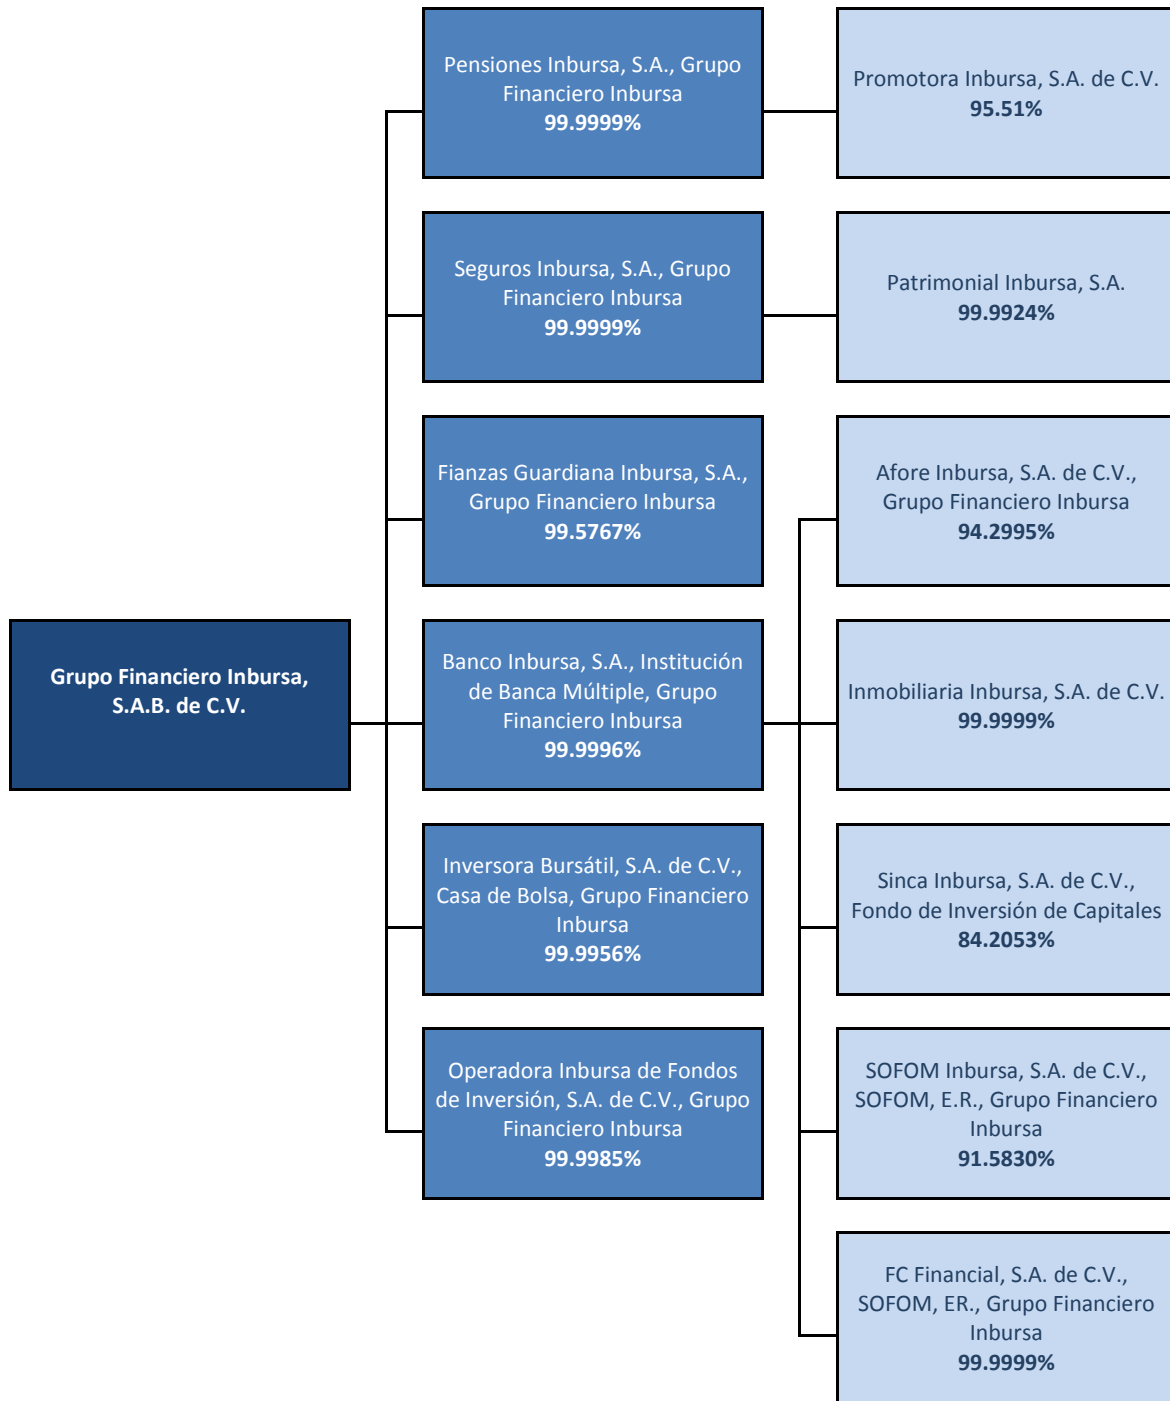 Grupo Financiero Inbursa,
S.A.B. de C.V.
Pensiones Inbursa, S.A., Grupo
Financiero Inbursa
99.9999%
Seguros Inbursa, S.A., Grupo
Financiero Inbursa
99.9999%
Fianzas Guardiana Inbursa, S.A.,
Grupo Financiero Inbursa
99.5767%
Banco Inbursa, S.A., Institución
de Banca Múltiple, Grupo
Financiero Inbursa
99.9996%
Inversora Bursátil, S.A. de C.V.,
Casa de Bolsa, Grupo Financiero
Inbursa
99.9956%
Operadora Inbursa de Fondos
de Inversión, S.A. de C.V., Grupo
Financiero Inbursa
99.9985%
Promotora Inbursa, S.A. de C.V.
95.51%
Patrimonial Inbursa, S.A.
99.9924%
Afore Inbursa, S.A. de C.V.,
Grupo Financiero Inbursa
94.2995%
Inmobiliaria Inbursa, S.A. de C.V.
99.9999%
Sinca Inbursa, S.A. de C.V.,
Fondo de Inversión de Capitales
84.2053%
SOFOM Inbursa, S.A. de C.V.,
SOFOM, E.R., Grupo Financiero
Inbursa
91.5830%
FC Financial, S.A. de C.V.,
SOFOM, ER., Grupo Financiero
Inbursa
99.9999%